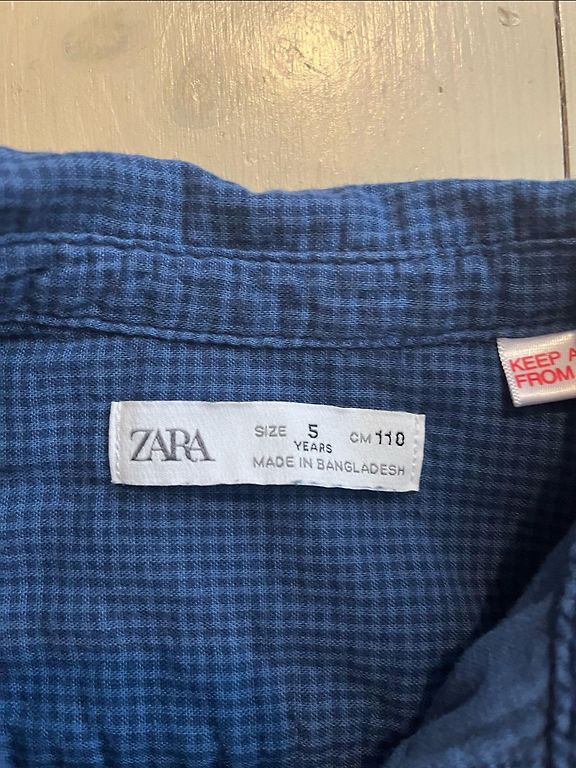 ZARA
SIZE 5 YEARS CM 110
MADE IN BANGLADESH
KEEP A
FROM